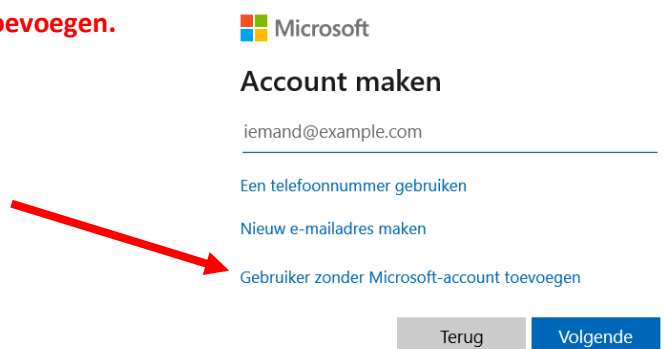 oevoegen.
Microsoft
Account maken
iemand@example.com
Een telefoonnummer gebruiken
Nieuw e-mailadres maken
Gebruiker zonder Microsoft-account toevoegen
Terug Volgende